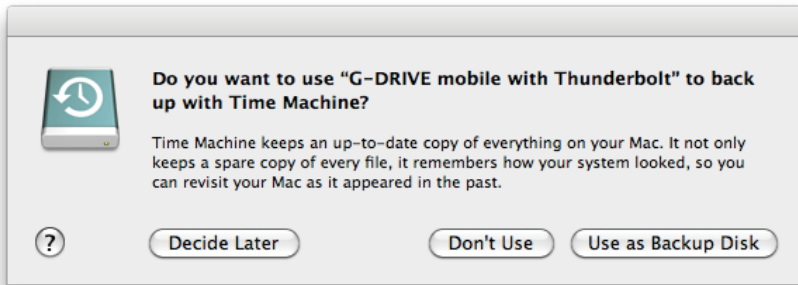 Do you want to use “G-DRIVE mobile with Thunderbolt” to back
up with Time Machine?
Time Machine keeps an up-to-date copy of everything on your Mac. It not only
keeps a spare copy of every file, it remembers how your system looked, so you
can revisit your Mac as it appeared in the past.
? Decide Later Don't Use Use as Backup Disk